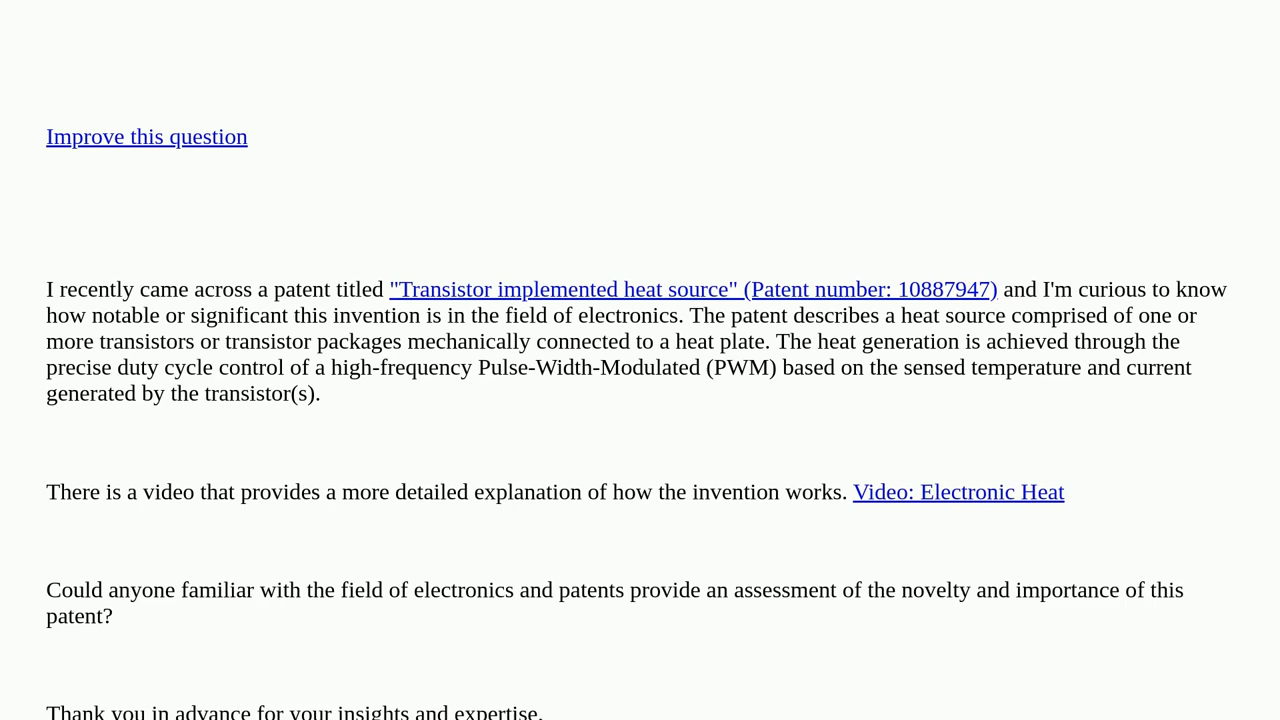 Improve this question
I recently came across a patent titled "Transistor implemented heat source" (Patent number: 10887947) and I'm curious to know
how notable or significant this invention is in the field of electronics. The patent describes a heat source comprised of one or
more transistors or transistor packages mechanically connected to a heat plate. The heat generation is achieved through the
precise duty cycle control of a high-frequency Pulse-Width-Modulated (PWM) based on the sensed temperature and current
generated by the transistor(s).
There is a video that provides a more detailed explanation of how the invention works. Video: Electronic Heat
Could anyone familiar with the field of electronics and patents provide an assessment of the novelty and importance of this
patent?
Thank you in advance for your insights and expertise.